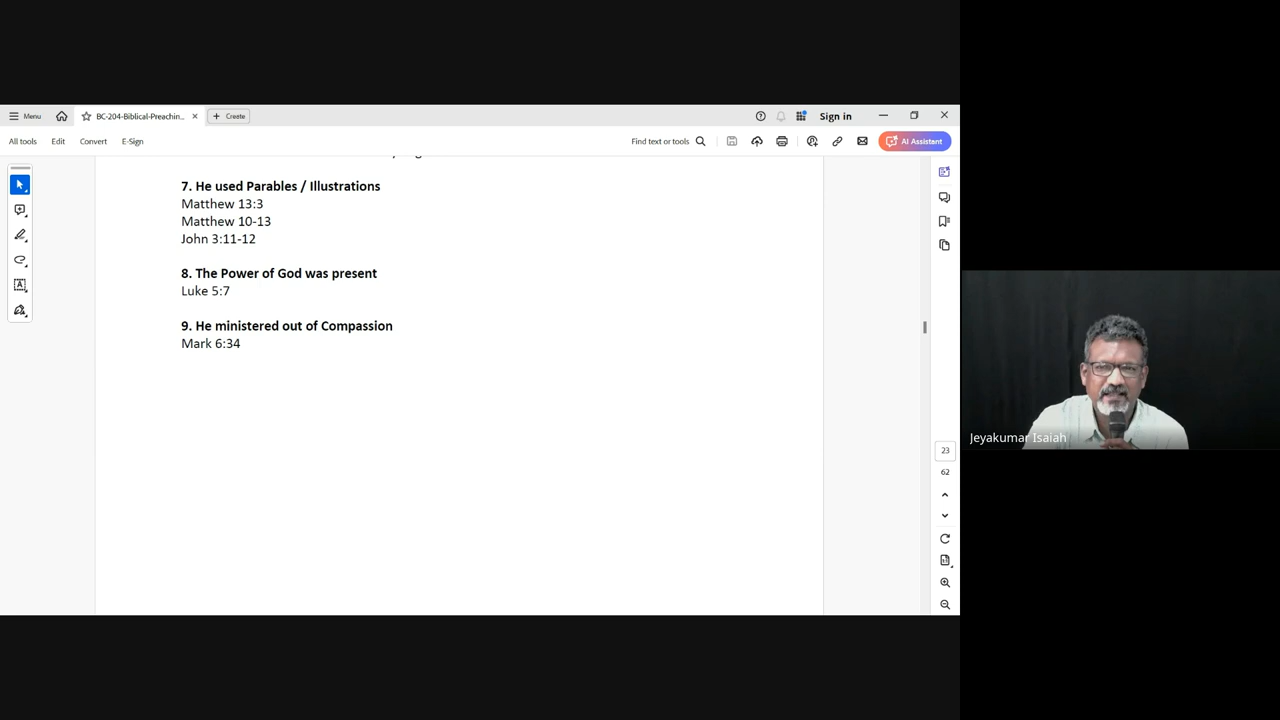 Menu
BC-204-Biblical-Preachin...
Create
Sign in
All tools
Edit
Convert
E-Sign
Find text or tools
AI Assistant
7. He used Parables / Illustrations
Matthew 13:3
Matthew 10-13
John 3:11-12
8. The Power of God was present
Luke 5:7
9. He ministered out of Compassion
Mark 6:34
23
62
Jeyakumar Isaiah